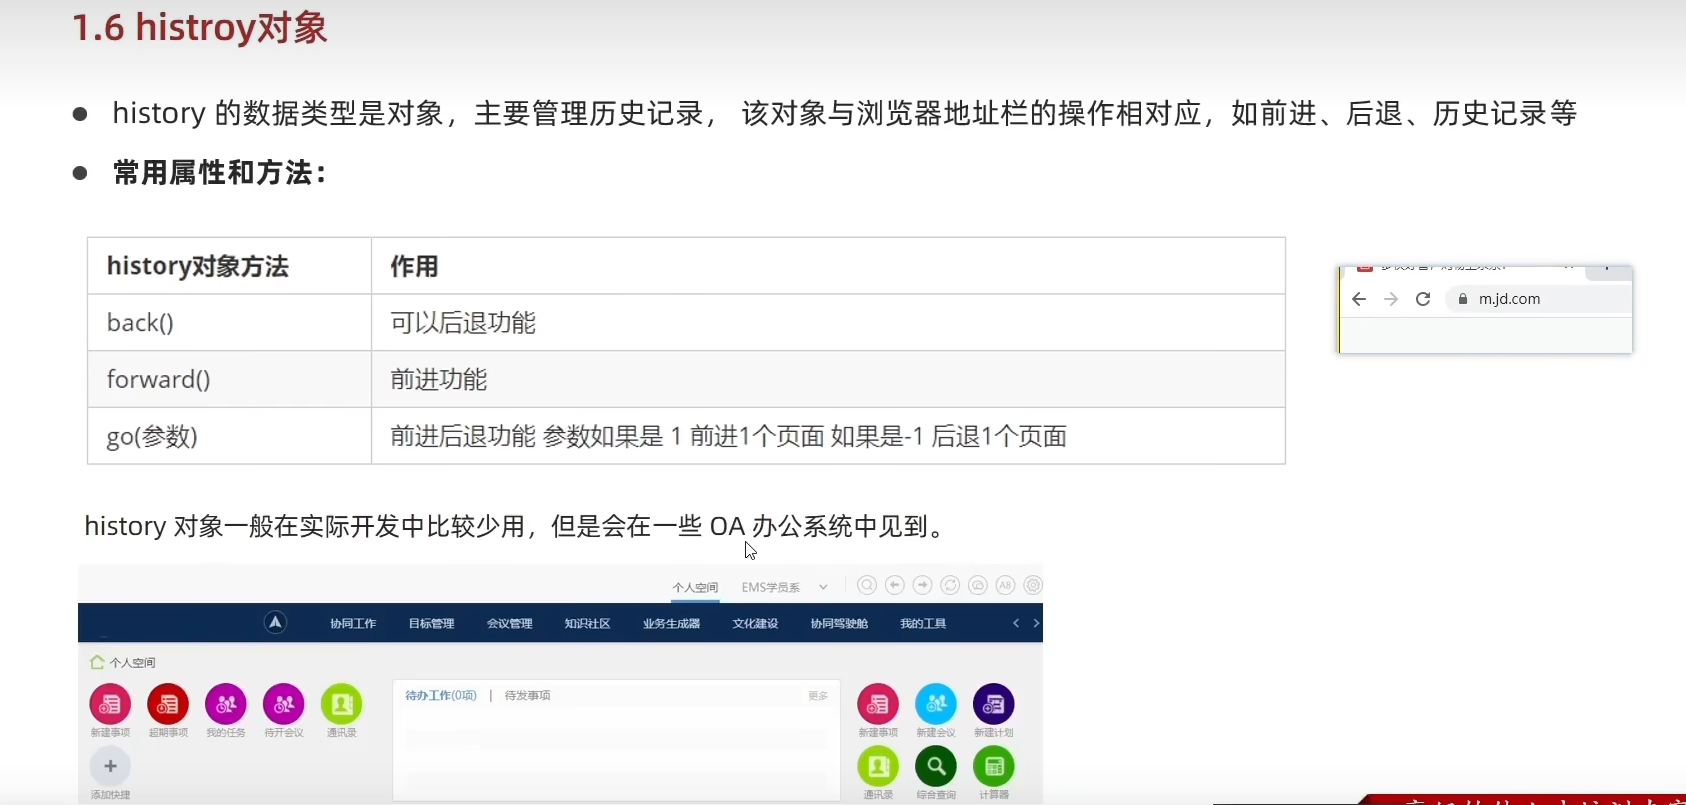 1.6 histroy对象
history 的数据类型是对象，主要管理历史记录， 该对象与浏览器地址栏的操作相对应，如前进、后退、历史记录等
常用属性和方法：
history对象方法 作用
back() 可以后退功能
forward() 前进功能
go(参数) 前进后退功能 参数如果是 1 前进1个页面 如果是-1 后退1个页面
m.jd.com
history 对象一般在实际开发中比较少用，但是会在一些 OA 办公系统中见到。
个人空间 EMS学员系 A8
协同工作 目标管理 会议管理 知识社区 业务生成器 文化建设 协同驾驶舱 我的工具
个人空间
待办工作(0项) | 待发事项 更多
新建事项 超期事项 我的任务 待开会议 通讯录 新建事项 新建会议 新建计划
添加快捷 通讯录 综合查询 计算器